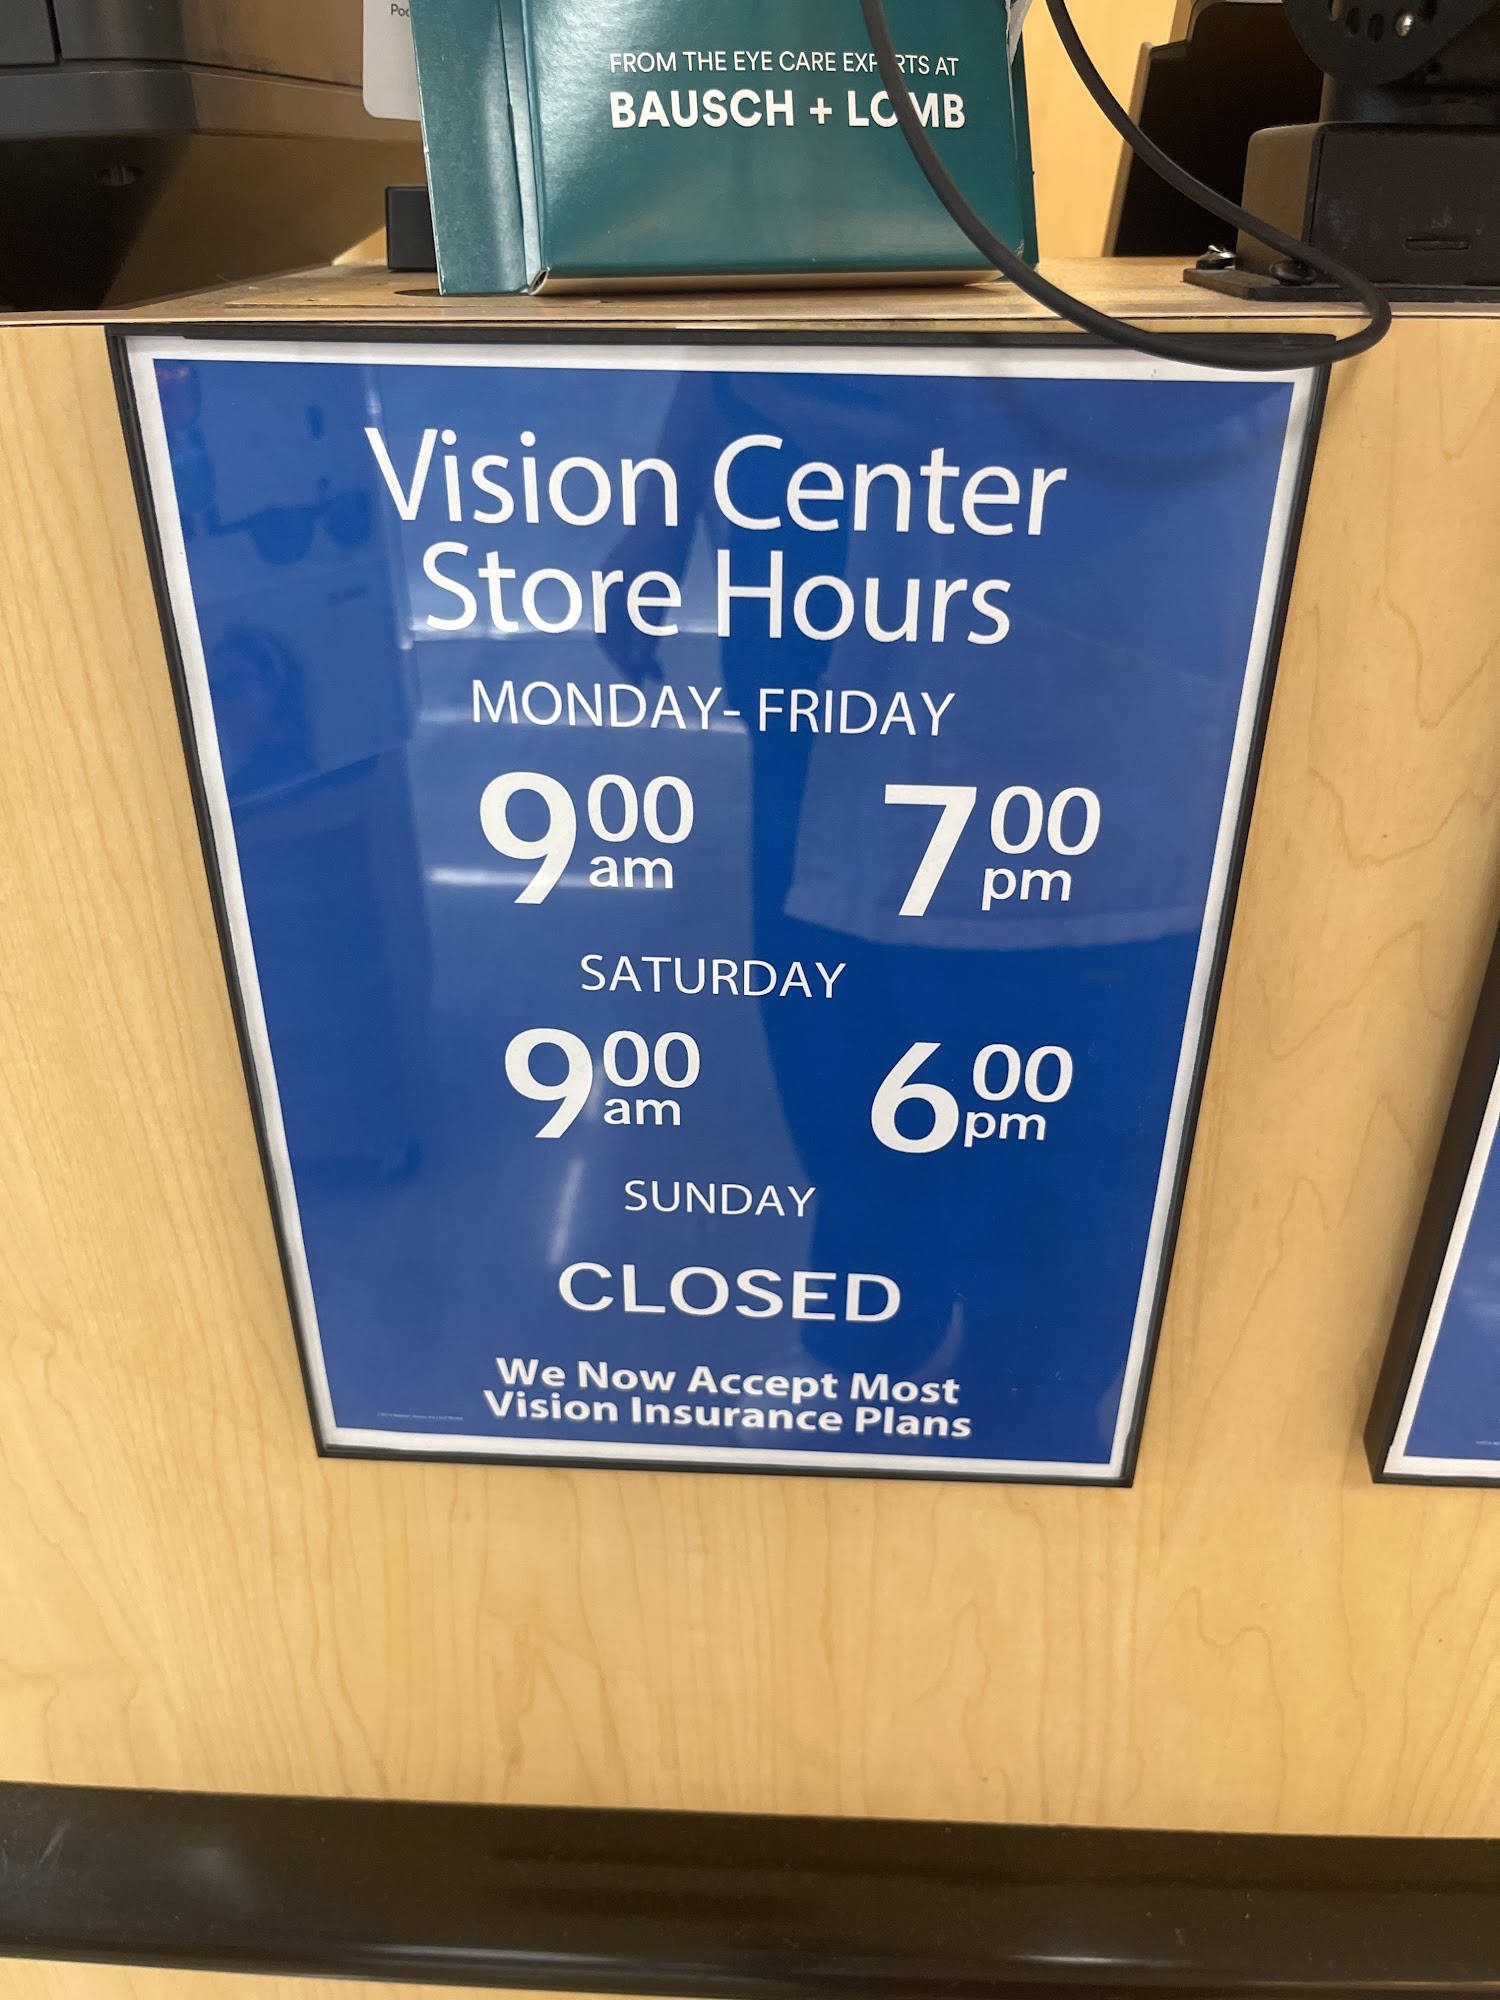 FROM THE EYE CARE EXPERTS AT
BAUSCH + LOMB
Vision Center
Store Hours
MONDAY- FRIDAY
9 00 am 7 00 pm
SATURDAY
9 00 am 6 00 pm
SUNDAY
CLOSED
We Now Accept Most
Vision Insurance Plans